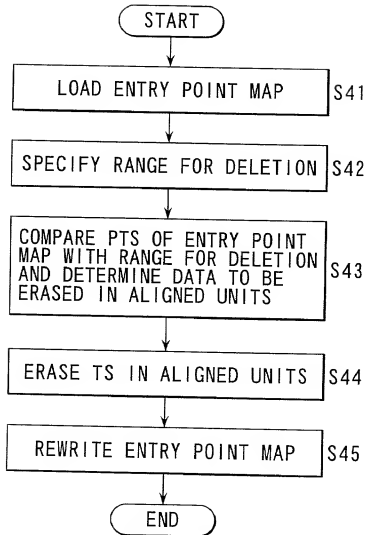 START
LOAD ENTRY POINT MAP S41
SPECIFY RANGE FOR DELETION S42
COMPARE PTS OF ENTRY POINT
MAP WITH RANGE FOR DELETION
AND DETERMINE DATA TO BE
ERASED IN ALIGNED UNITS
S43
ERASE TS IN ALIGNED UNITS S44
REWRITE ENTRY POINT MAP S45
END